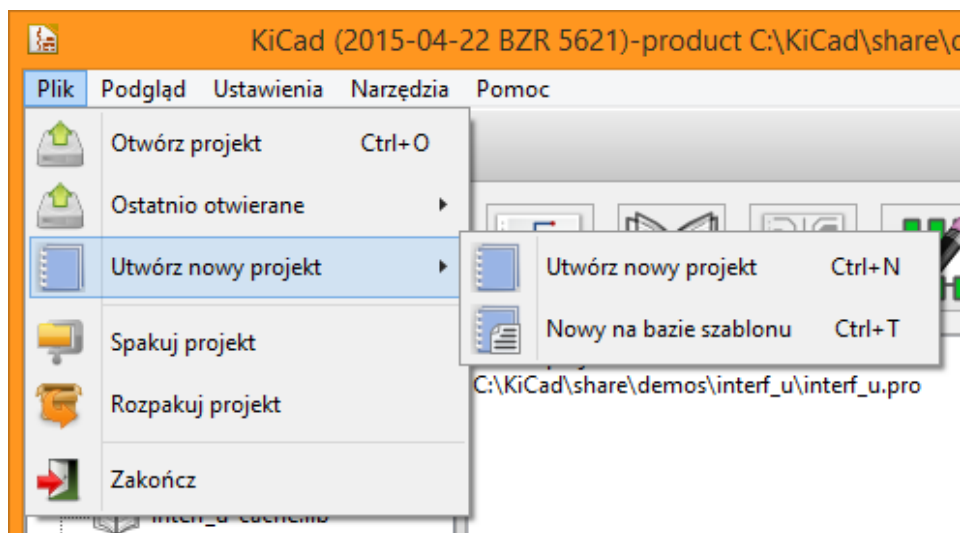 KiCad (2015-04-22 BZR 5621)-product C:\KiCad\share\
Plik Podgląd Ustawienia Narzędzia Pomoc
Otwórz projekt Ctrl+O
Ostatnio otwierane
Utwórz nowy projekt
Utwórz nowy projekt Ctrl+N
Nowy na bazie szablonu Ctrl+T
Spakuj projekt
C:\KiCad\share\demos\interf_u\interf_u.pro
Rozpakuj projekt
Zakończ